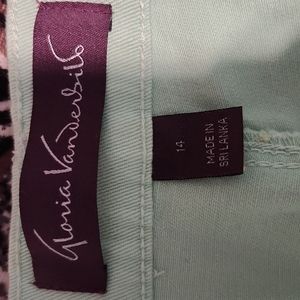 Gloria Vanderbilt
14
MADE IN
SRI LANKA